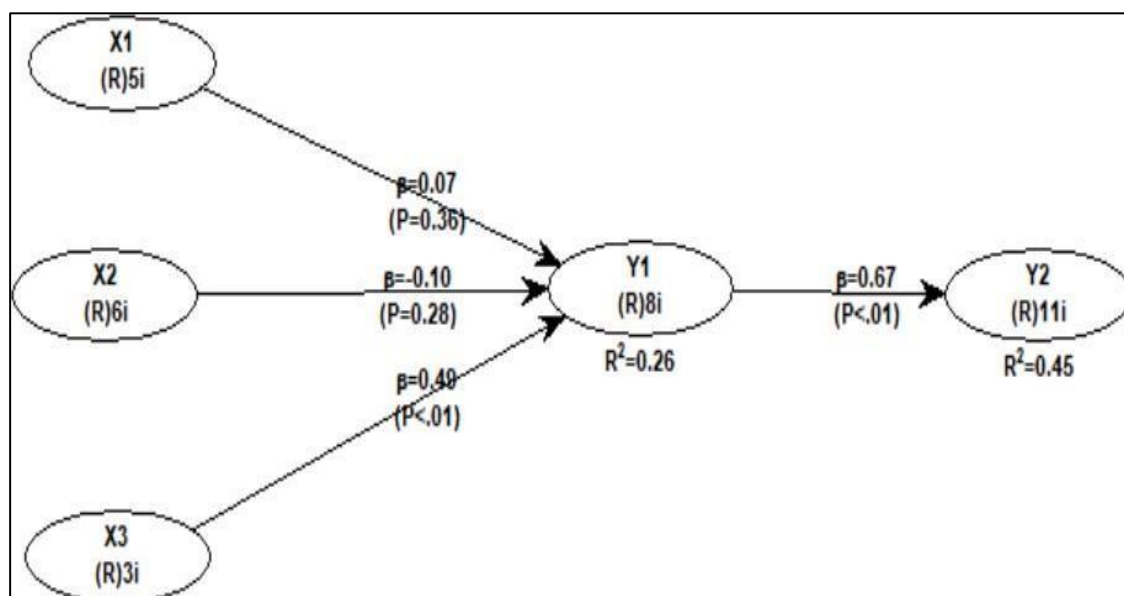 X1
(R)5i
β=0.07
(P=0.36)
X2
(R)6i
β=-0.10
(P=0.28)
Y1
(R)8i
R²=0.26
β=0.67
(P<.01)
Y2
(R)11i
R²=0.45
β=0.49
(P<.01)
X3
(R)3i